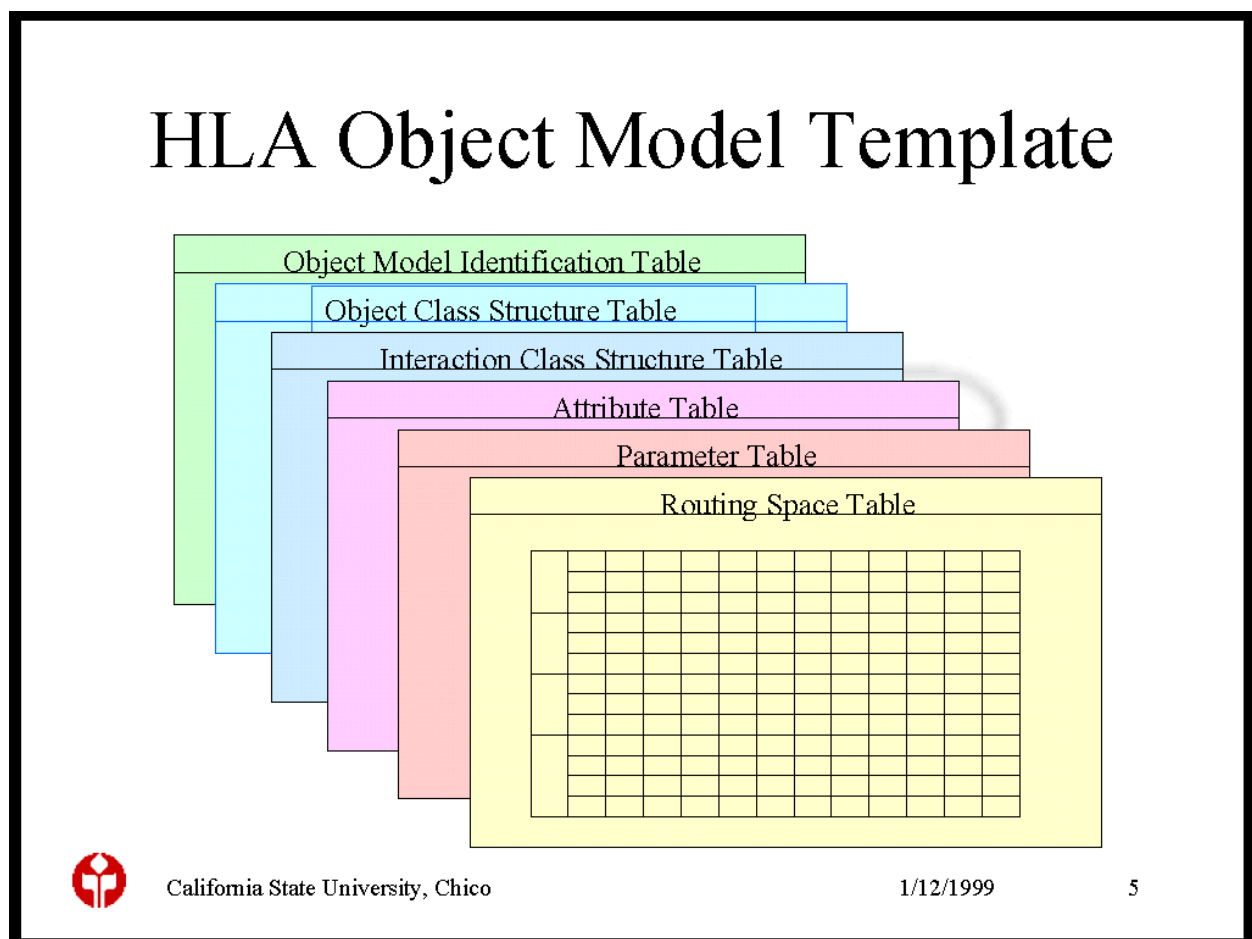 HLA Object Model Template
Object Model Identification Table
Object Class Structure Table
Interaction Class Structure Table
Attribute Table
Parameter Table
Routing Space Table
California State University, Chico
1/12/1999
5